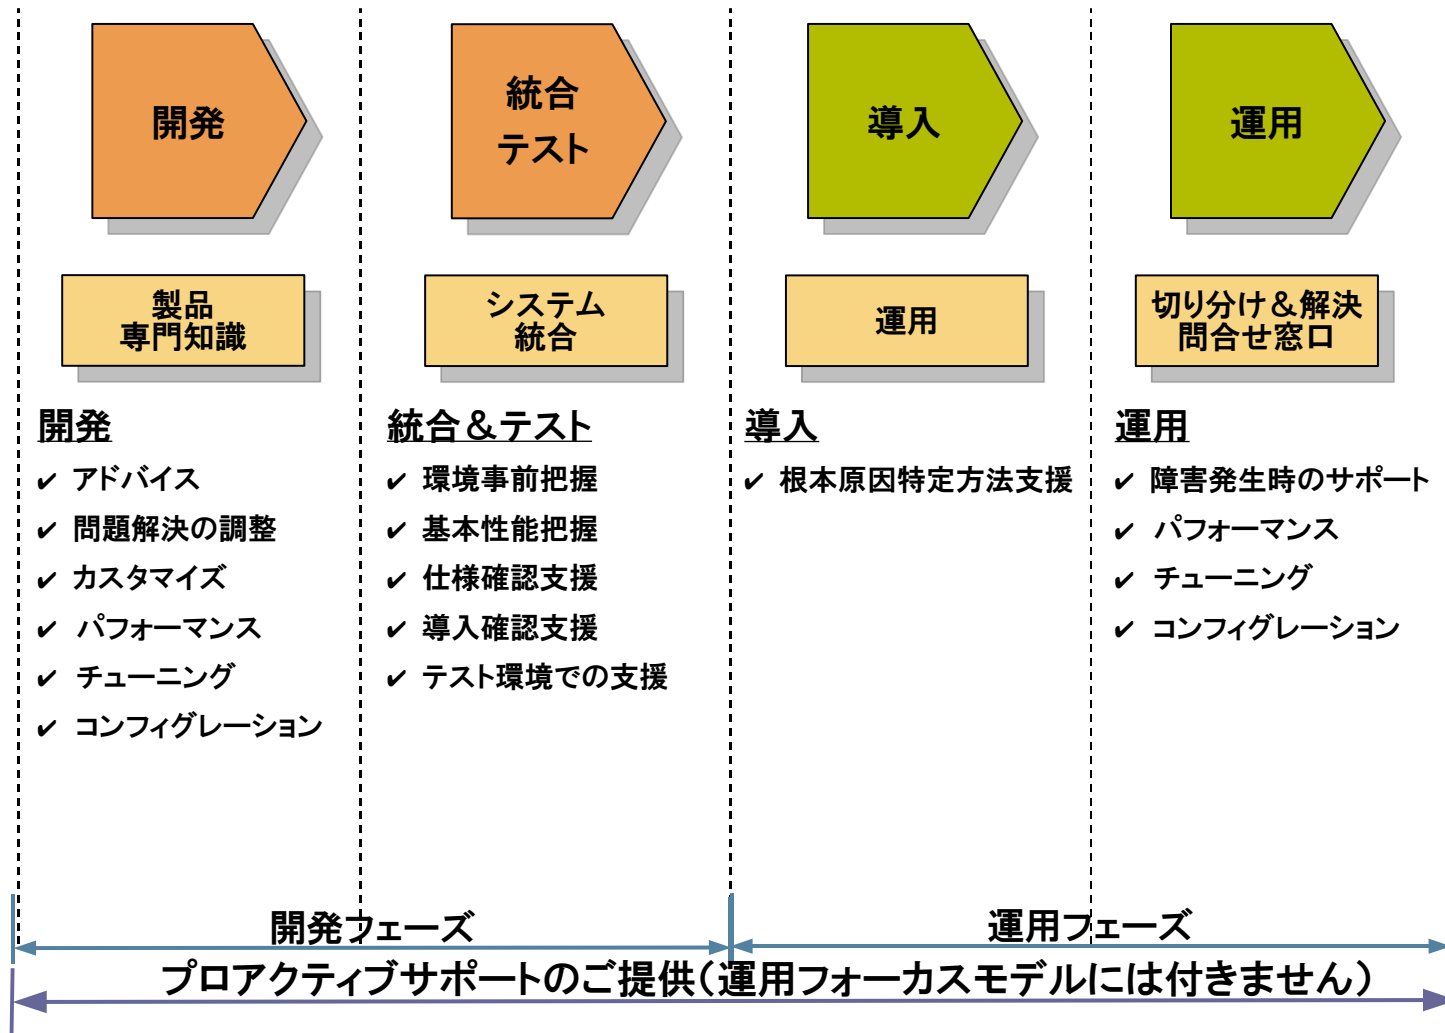 開発
統合
テスト
導入
運用
製品
専門知識
システム
統合
運用
切り分け＆解決
問合せ窓口
開発
✔ アドバイス
✔ 問題解決の調整
✔ カスタマイズ
✔ パフォーマンス
✔ チューニング
✔ コンフィグレーション
統合＆テスト
✔ 環境事前把握
✔ 基本性能把握
✔ 仕様確認支援
✔ 導入確認支援
✔ テスト環境での支援
導入
✔ 根本原因特定方法支援
運用
✔ 障害発生時のサポート
✔ パフォーマンス
✔ チューニング
✔ コンフィグレーション
開発フェーズ
運用フェーズ
プロアクティブサポートのご提供（運用フォーカスモデルには付きません）